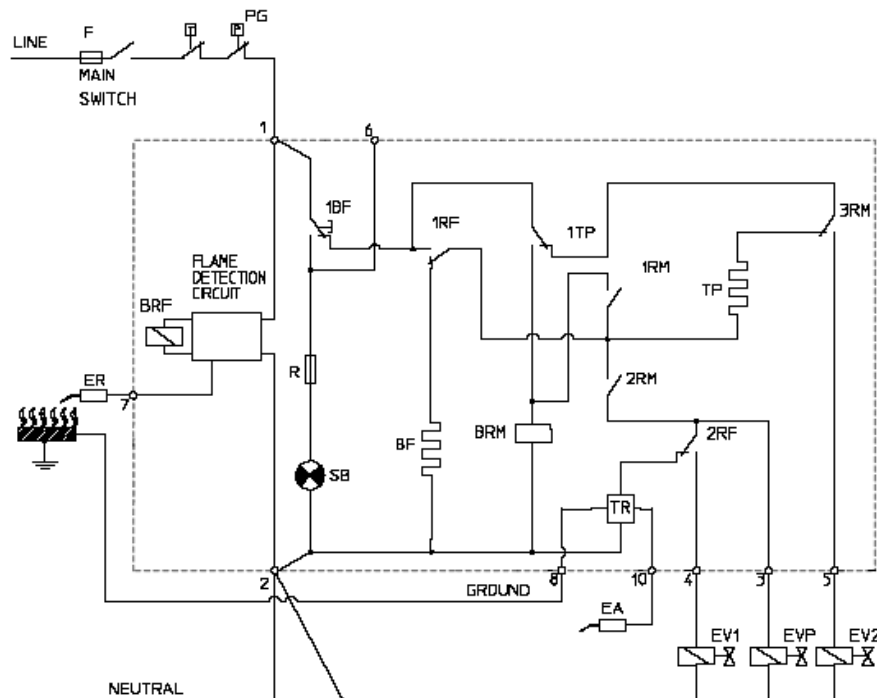 PG
F
T
P
LINE
MAIN
SWITCH
1
6
1BF
1RF
1TP
3RM
FLAME
DETECTION
CIRCUIT
1RM
TP
BRF
R
ER
2RM
7
BF
BRM
2RF
SB
TR
2
8
10
4
3
5
GROUND
EA
EV1
EVP
EV2
NEUTRAL